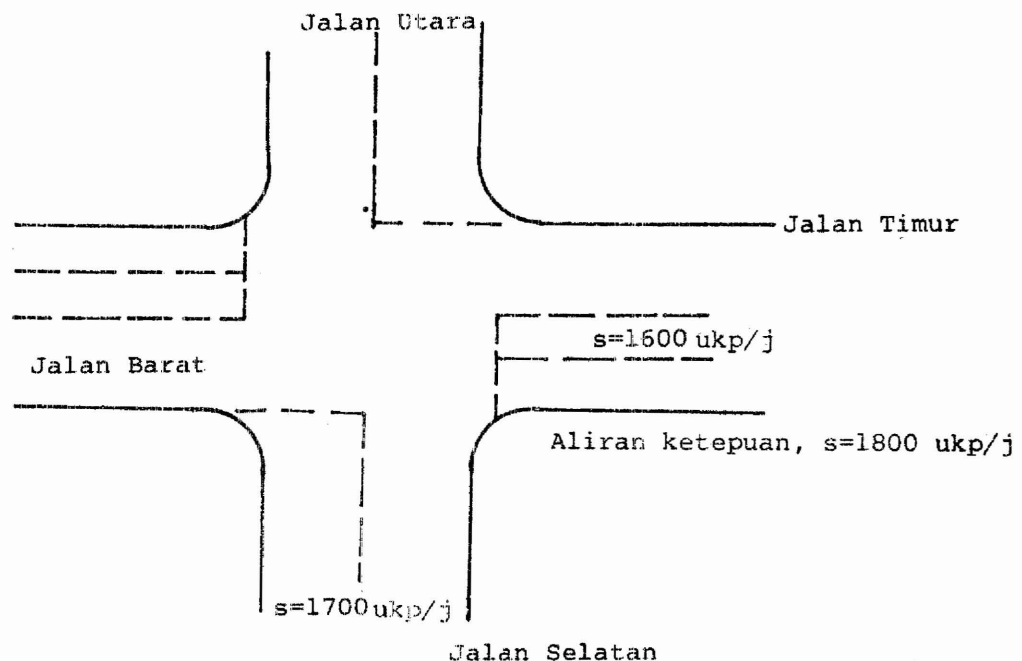 Jalan Utara
Jalan Timur
s=1600 ukp/j
Jalan Barat
Aliran ketepuan, s=1800 ukp/j
s=1700 ukp/j
Jalan Selatan